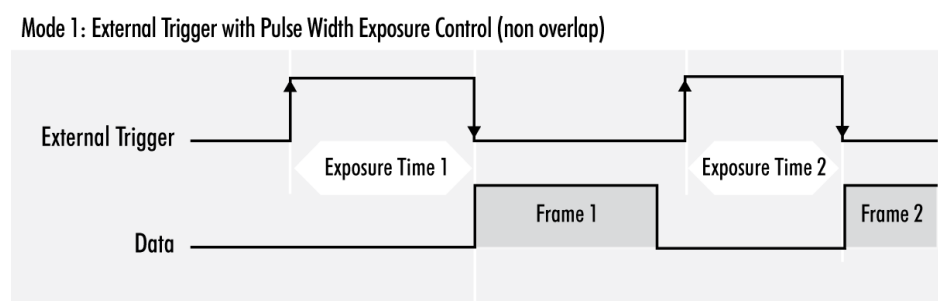 Mode 1: External Trigger with Pulse Width Exposure Control (non overlap)
External Trigger
Exposure Time 1
Exposure Time 2
Frame 1
Frame 2
Data